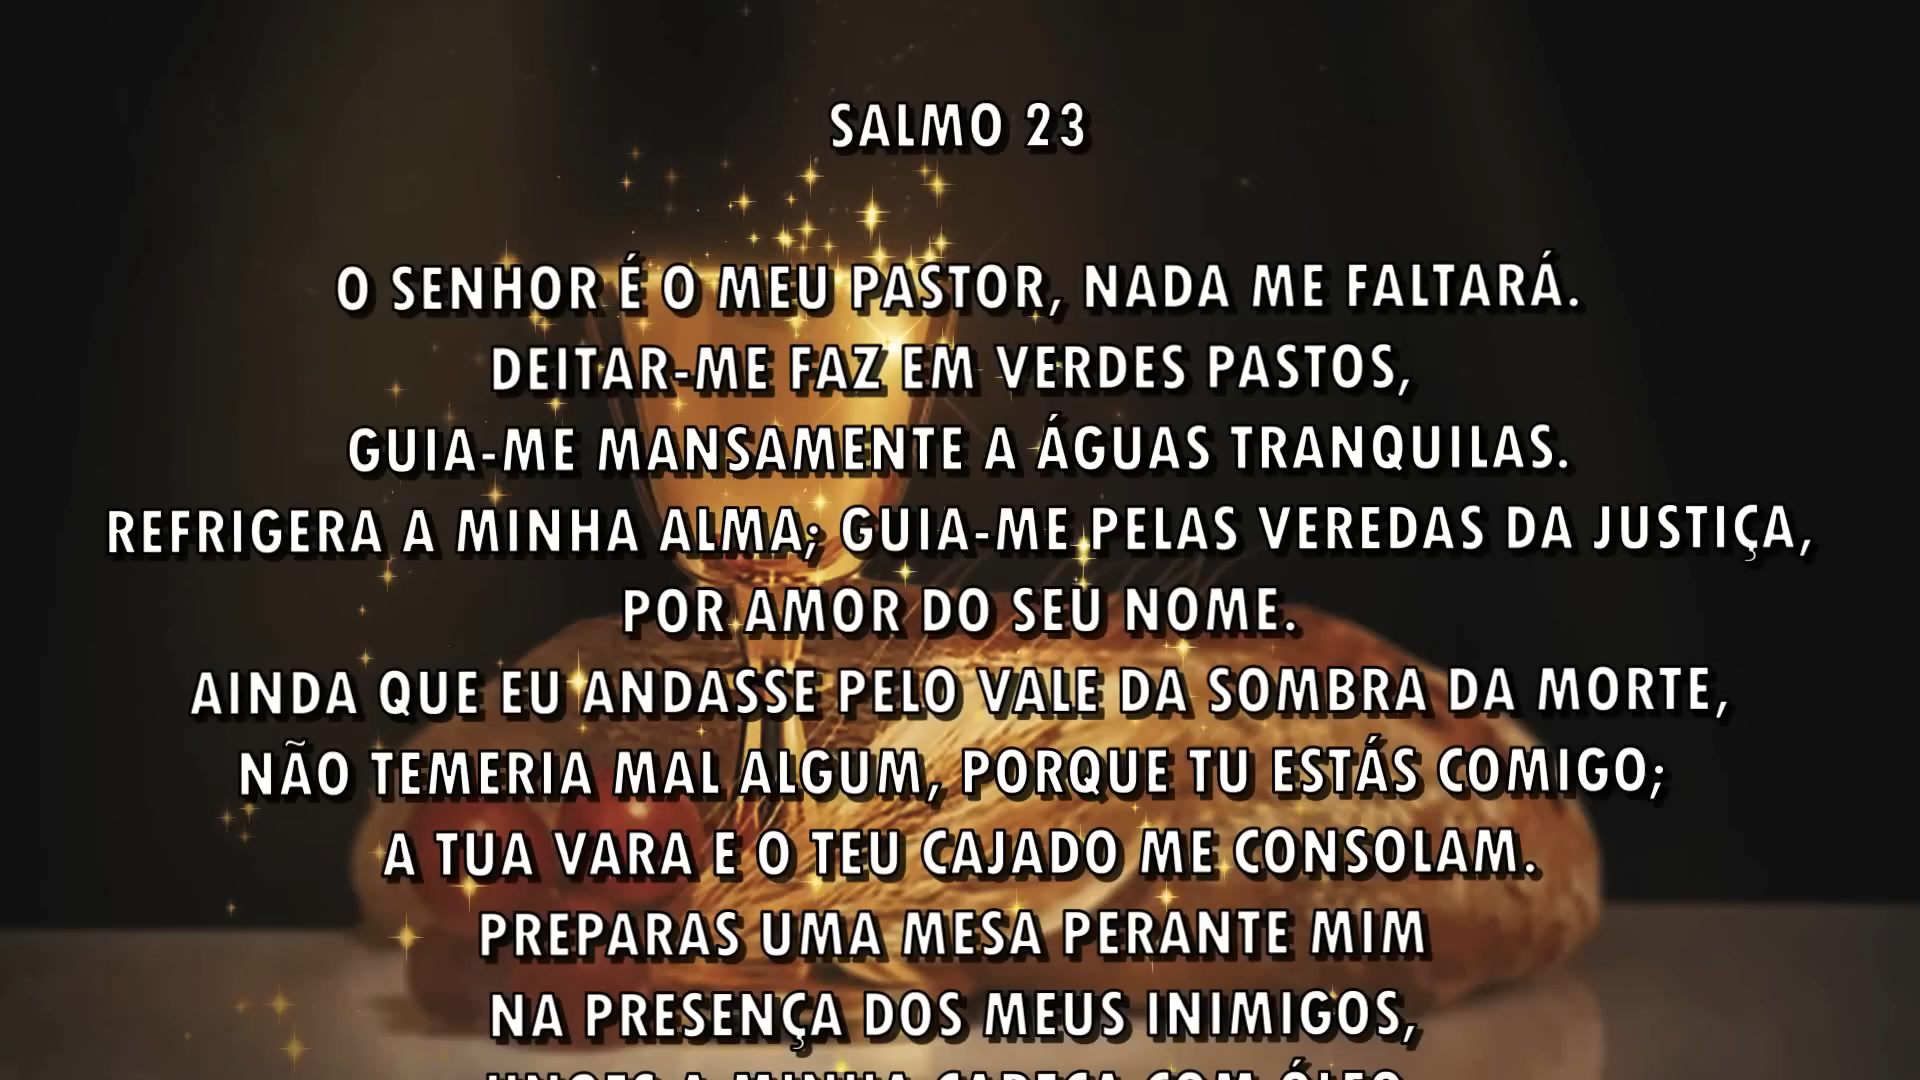 SALMO 23
O SENHOR É O MEU PASTOR, NADA ME FALTARÁ.
DEITAR-ME FAZ EM VERDES PASTOS,
GUIA-ME MANSAMENTE A ÁGUAS TRANQUILAS.
REFRIGERA A MINHA ALMA; GUIA-ME PELAS VEREDAS DA JUSTIÇA,
POR AMOR DO SEU NOME.
AINDA QUE EU ANDASSE PELO VALE DA SOMBRA DA MORTE,
NÃO TEMERIA MAL ALGUM, PORQUE TU ESTÁS COMIGO;
A TUA VARA E O TEU CAJADO ME CONSOLAM.
PREPARAS UMA MESA PERANTE MIM
NA PRESENÇA DOS MEUS INIMIGOS,